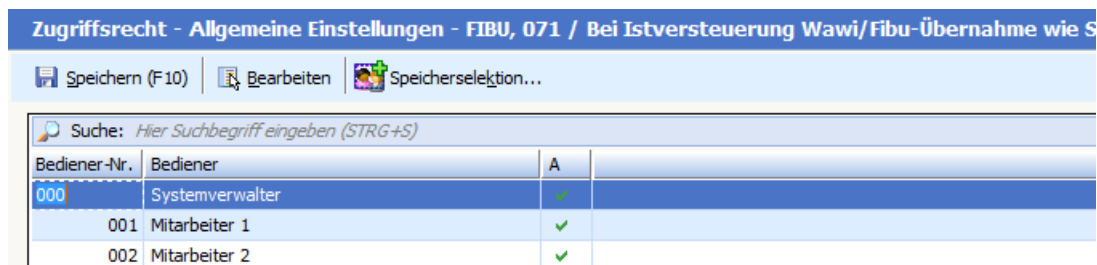 Zugriffsrecht - Allgemeine Einstellungen - FIBU, 071 / Bei Istversteuerung Wawi/Fibu-Übernahme wie
Speichern (F10) Bearbeiten Speicherselektion...
Suche: Hier Suchbegriff eingeben (STRG+S)
Bediener-Nr. Bediener A
000 Systemverwalter
001 Mitarbeiter 1
002 Mitarbeiter 2